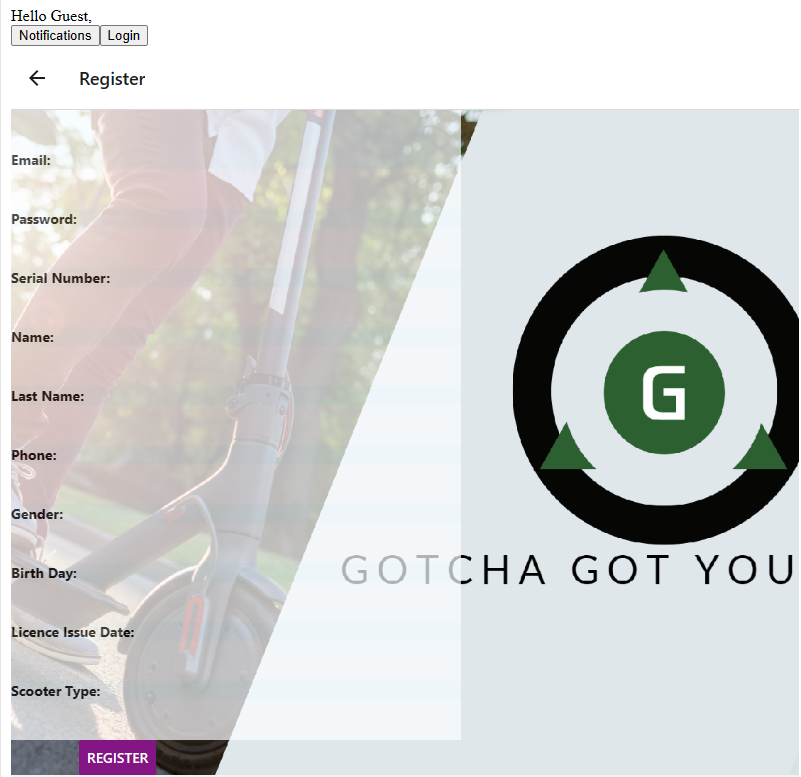 Hello Guest,
Notifications Login
Register
Email:
Password:
Serial Number:
Name:
Last Name:
Phone:
Gender:
Birth Day:
Licence Issue Date:
Scooter Type:
REGISTER
G
GOTCHA GOT YOU